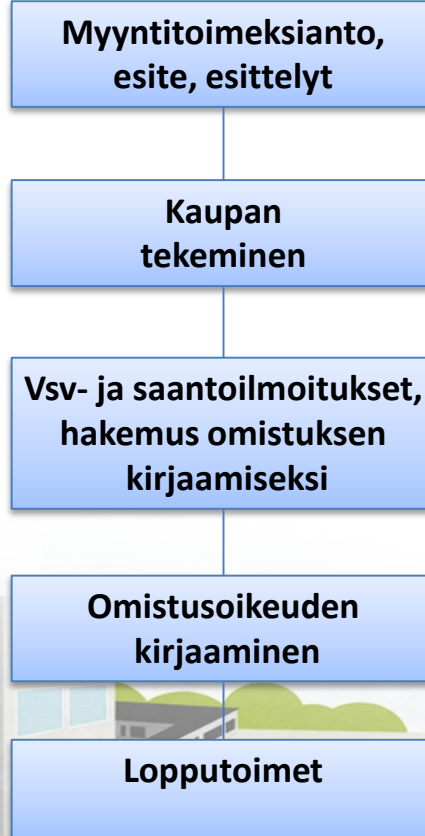 Myyntitoimeksianto,
esite, esittelyt
Kaupan
tekeminen
Vsv- ja saantoilmoitukset,
hakemus omistuksen
kirjaamiseksi
Omistusoikeuden
kirjaaminen
Lopputoimet